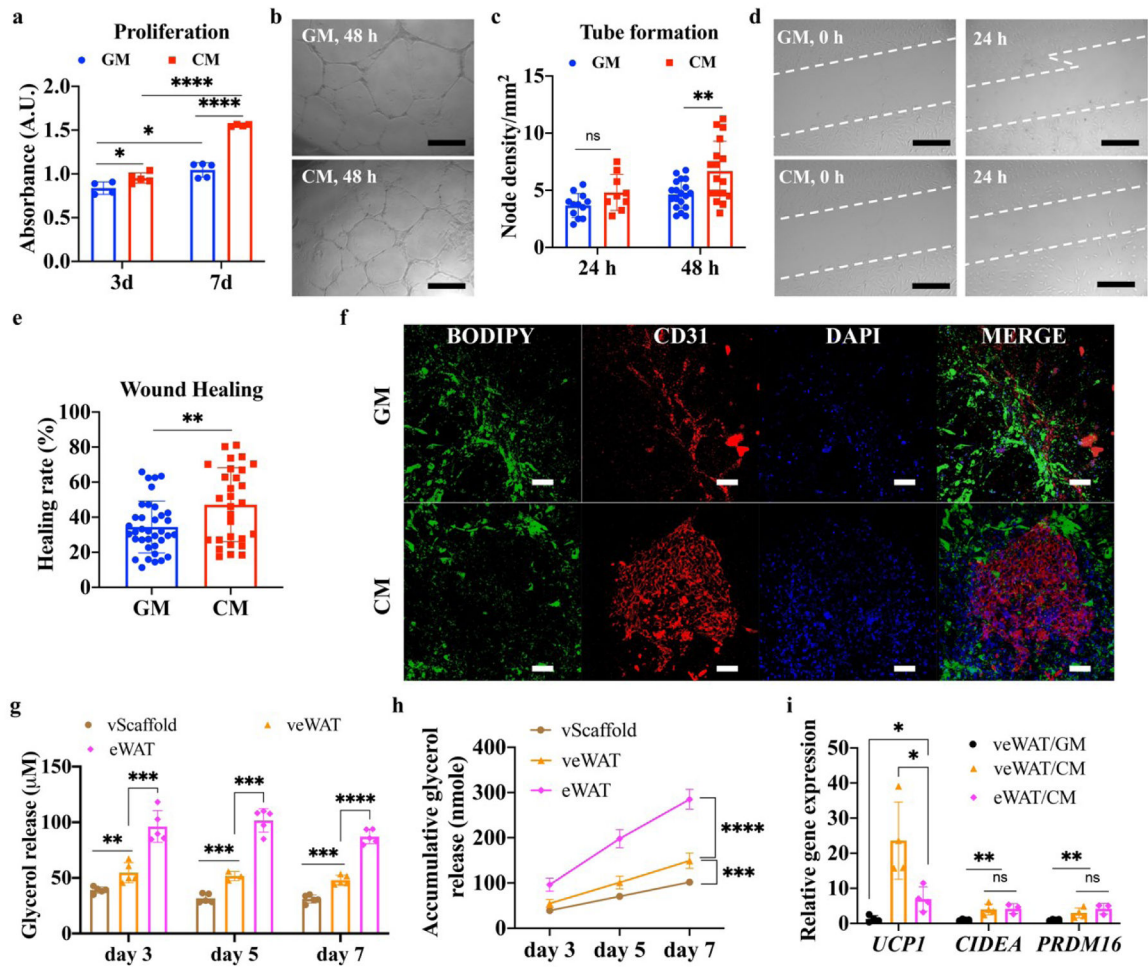 a
Proliferation
GM CM
****
****
*
*
Absorbance (A.U.)
2.0
1.5
1.0
0.5
0.0
3d 7d
b
GM, 48 h
CM, 48 h
c
Tube formation
GM CM
**
ns
Node density/mm²
15
10
5
0
24 h 48 h
d
GM, 0 h
24 h
CM, 0 h
24 h
e
Wound Healing
**
Healing rate (%)
100
80
60
40
20
0
GM CM
f
BODIPY CD31 DAPI MERGE
GM
CM
g
vScaffold veWAT
eWAT
Glycerol release (μM)
150
100
50
0
** ***
*** ***
*** ****
day 3 day 5 day 7
h
vScaffold
veWAT
eWAT
Accumulative glycerol
release (nmole)
400
300
200
100
0
****
***
day 3 day 5 day 7
i
veWAT/GM
veWAT/CM
eWAT/CM
Relative gene expression
50
40
30
20
10
0
*
*
** **
ns ns
UCP1 CIDEA PRDM16